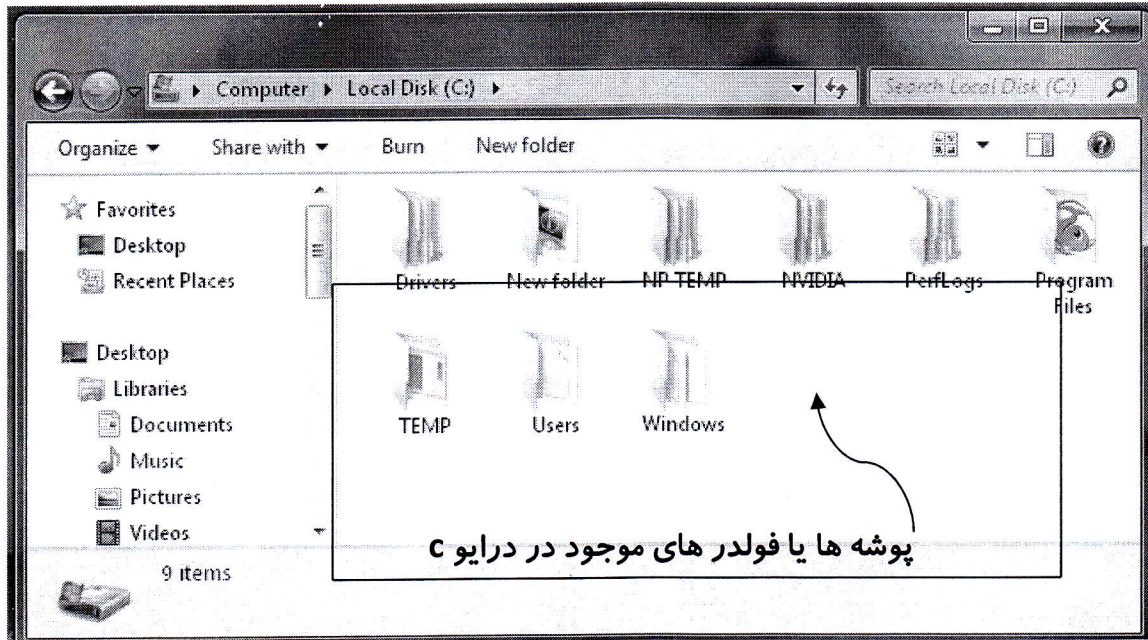 Computer ▸ Local Disk (C:) ▸
Search Local Disk (C:)
Organize ▾ Share with ▾ Burn New folder
Favorites
Desktop
Recent Places
Desktop
Libraries
Documents
Music
Pictures
Videos
Drivers New folder NP TEMP NVIDIA PerfLogs Program Files
TEMP Users Windows
پوشه ها یا فولدر های موجود در درایو c
9 items